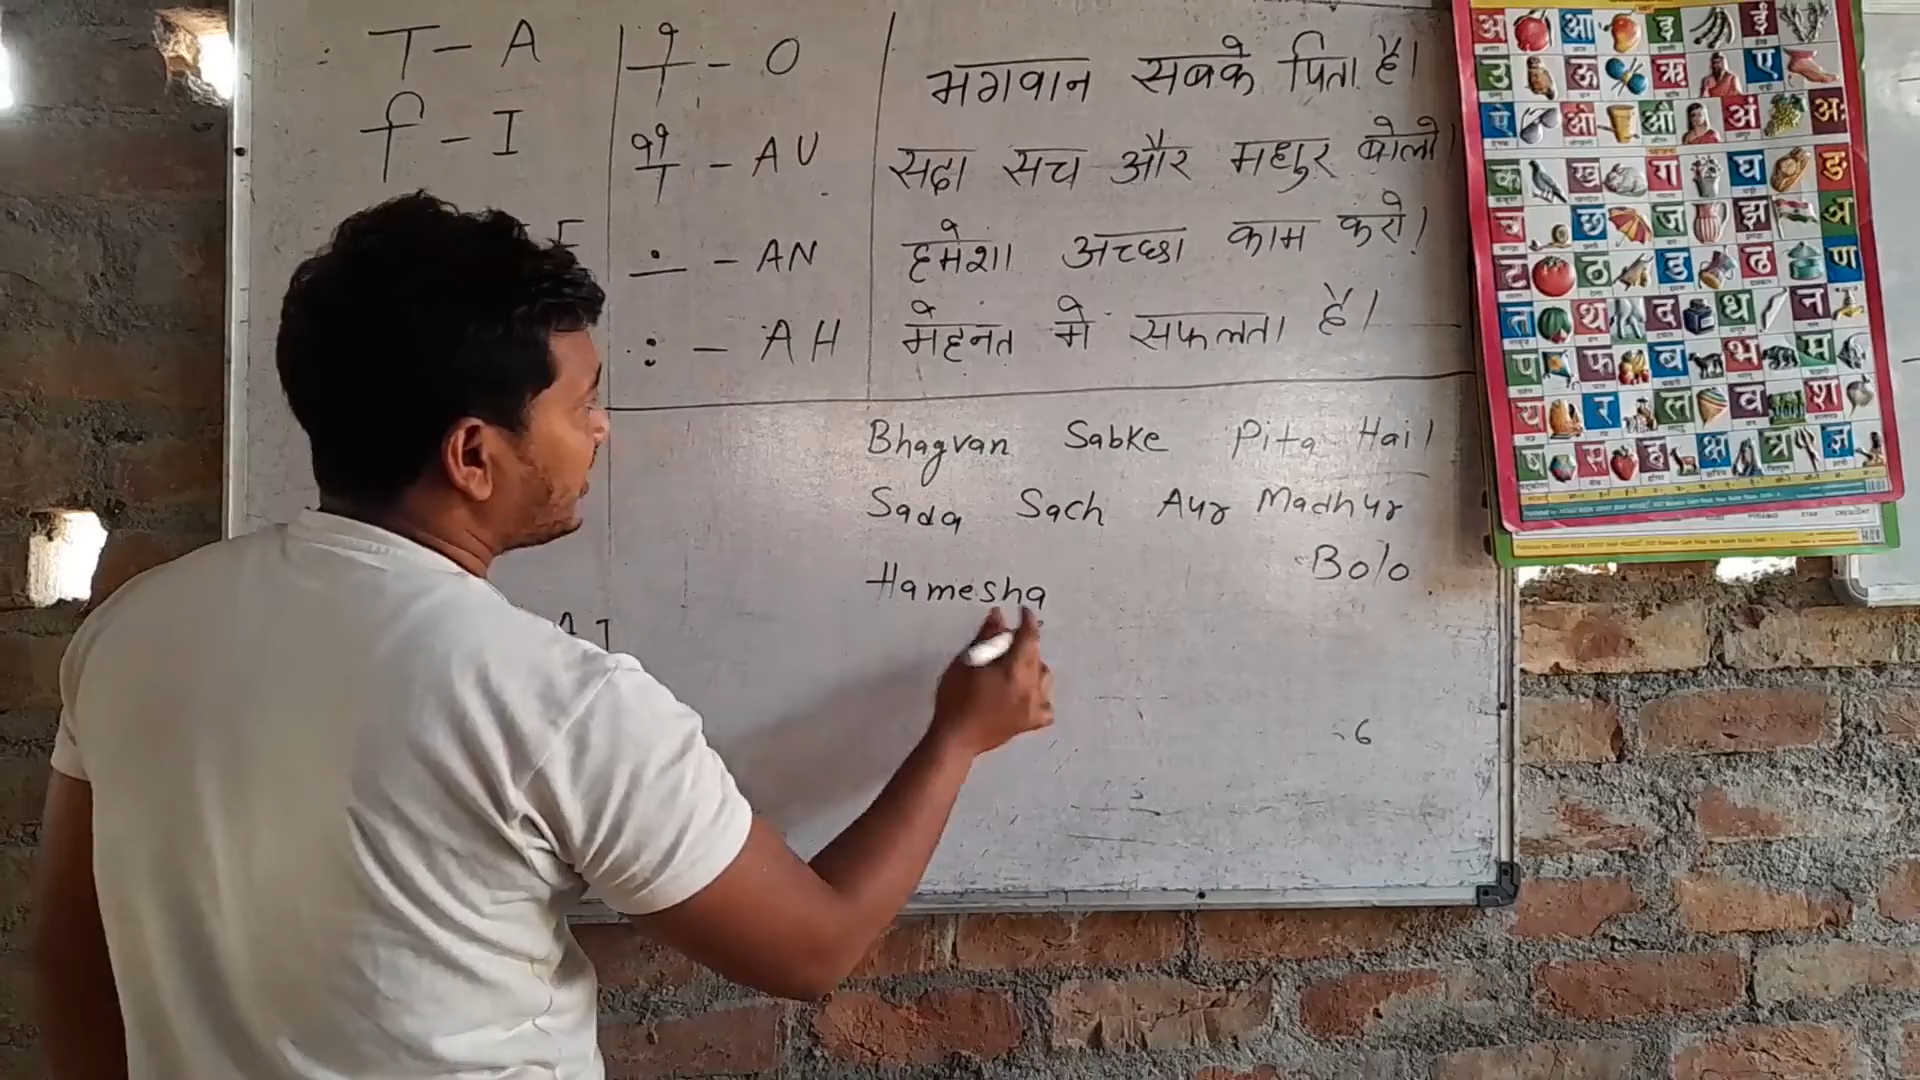 ा - A
ि - I
ो - O
ौ - AU
ं - AN
ः - AH
भगवान सबके पिता है।
सदा सच और मधुर बोलो।
हमेशा अच्छा काम करो।
मेहनत मे सफलता है।
Bhagvan Sabke Pita Hai।
Sada Sach Aur Madhur
Bolo
Hamesha
6
अ आ इ ई
उ ऊ ऋ ए
ऐ ओ औ अं अः
क ख ग घ ङ
च छ ज झ ञ
ट ठ ड ढ ण
त थ द ध न
प फ ब भ म
य र ल व श
ष स ह क्ष त्र ज्ञ